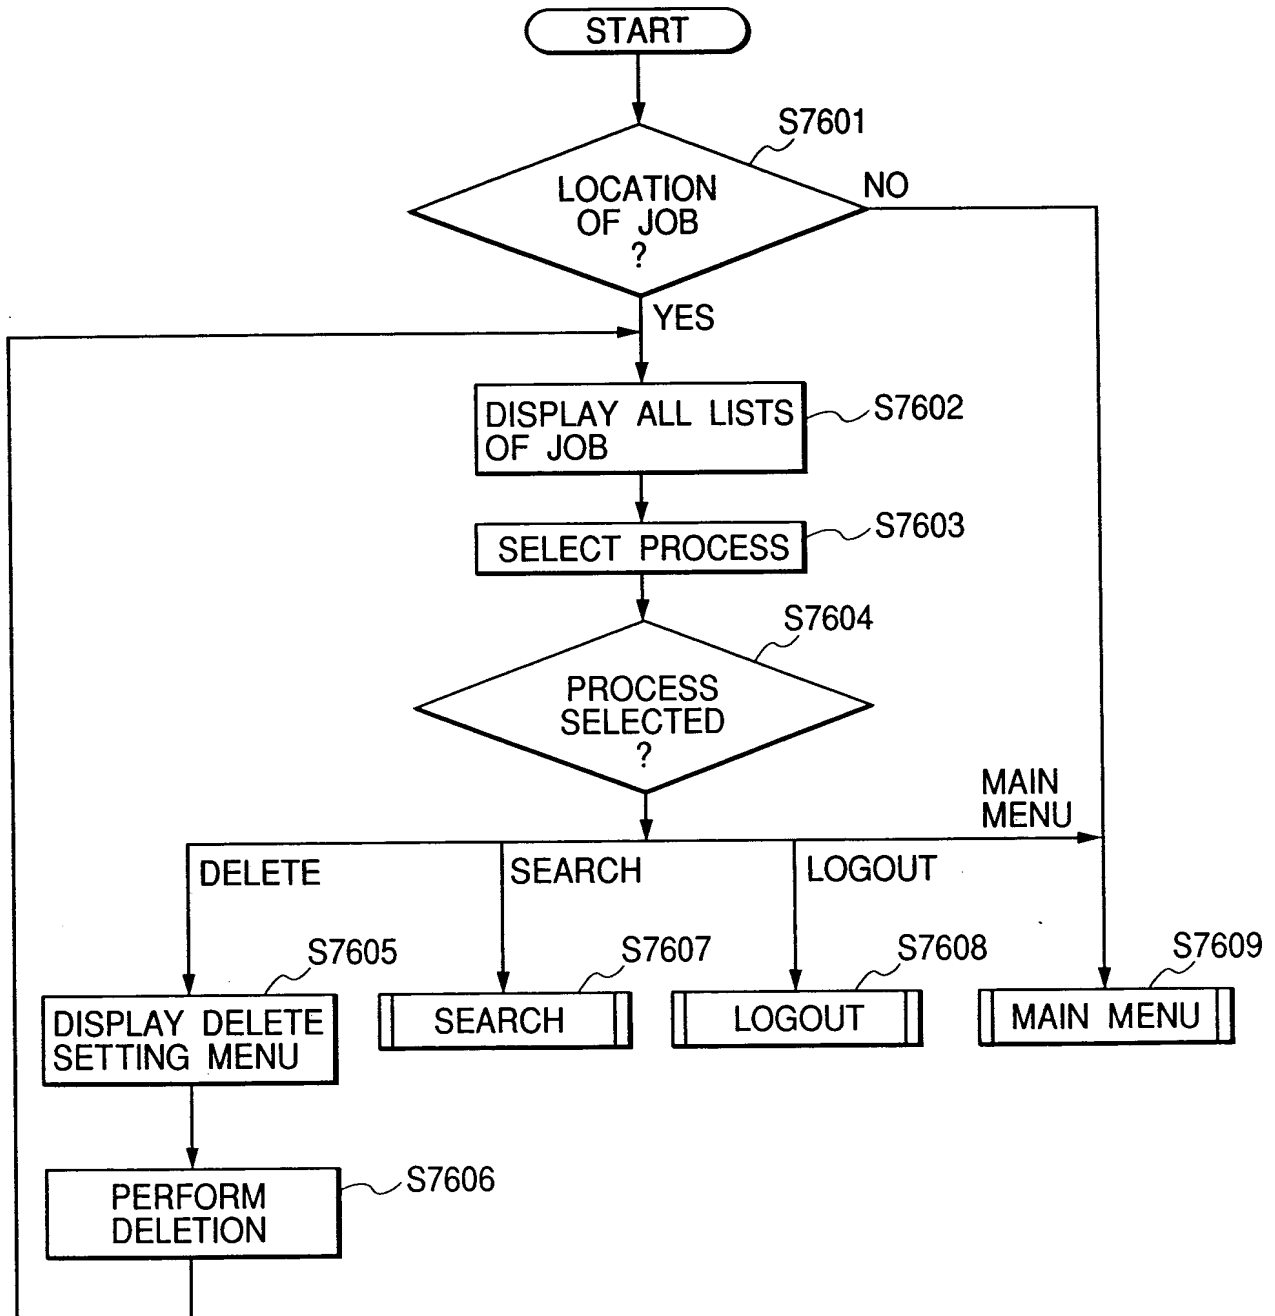 START
S7601
LOCATION
OF JOB
?
NO
YES
DISPLAY ALL LISTS
OF JOB
S7602
SELECT PROCESS
S7603
S7604
PROCESS
SELECTED
?
MAIN
MENU
DELETE
SEARCH
LOGOUT
S7605
S7607
S7608
S7609
DISPLAY DELETE
SETTING MENU
SEARCH
LOGOUT
MAIN MENU
PERFORM
DELETION
S7606